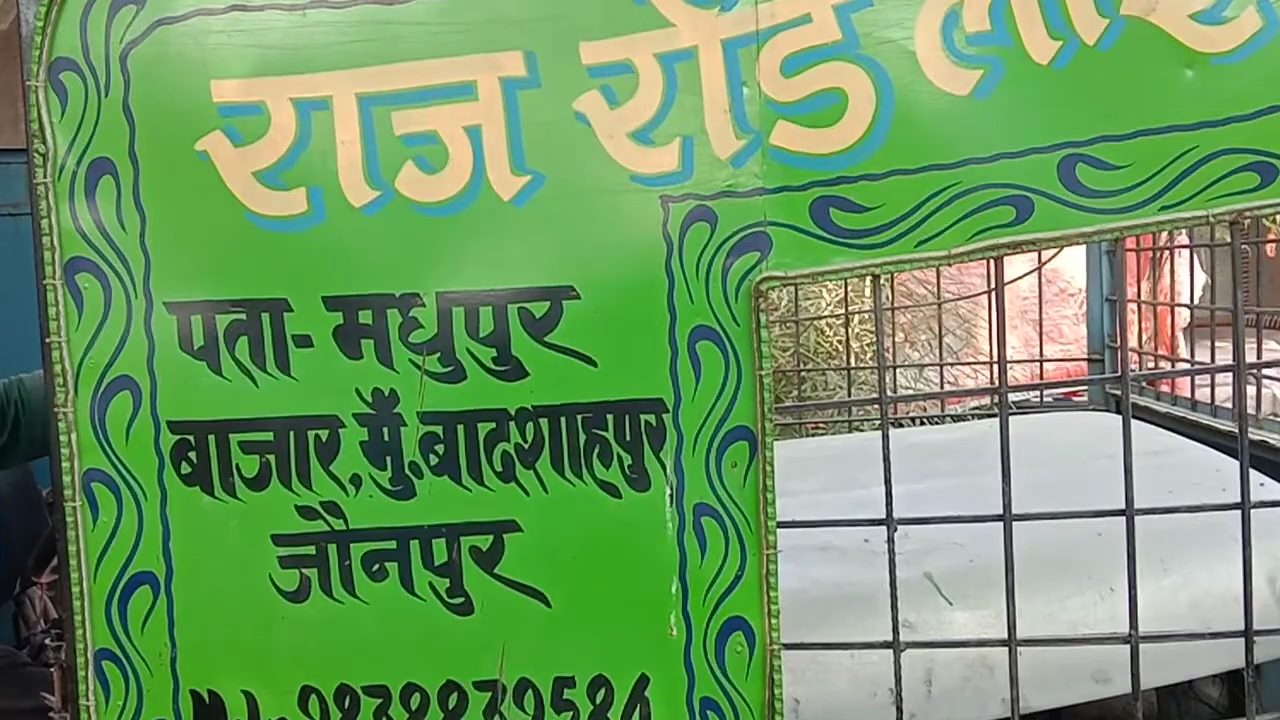 राज रोड
पता- मधुपुर
बाजार, मुँ. बादशाहपुर
जौनपुर